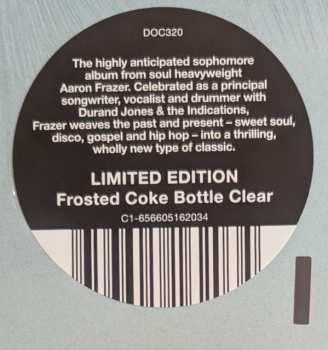 DOC320
The highly anticipated sophomore
album from soul heavyweight
Aaron Frazer. Celebrated as a principal
songwriter, vocalist and drummer with
Durand Jones & the Indications,
Frazer weaves the past and present – sweet soul,
disco, gospel and hip hop – into a thrilling,
wholly new type of classic.
LIMITED EDITION
Frosted Coke Bottle Clear
C1-656605162034